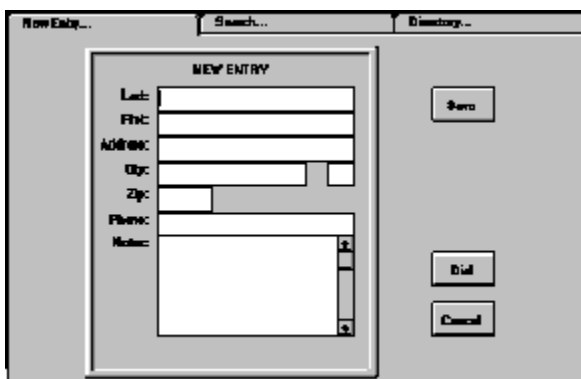 New Entry...
Search...
Directory...
NEW ENTRY
Last:
First:
Address:
City:
Zip:
Phone:
Notes:
Save
Dial
Cancel